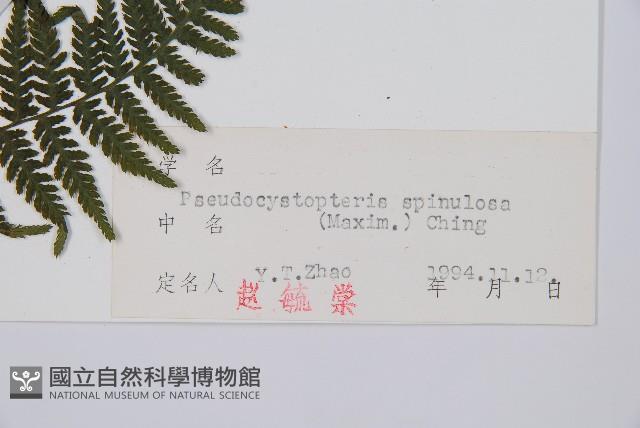 学 名
Pseudocystopteris spinulosa
中 名 (Maxim.) Ching
定名人 Y.T.Zhao 1994.11.12.
赵 毓 棠 年 月 日
國立自然科學博物館
NATIONAL MUSEUM OF NATURAL SCIENCE